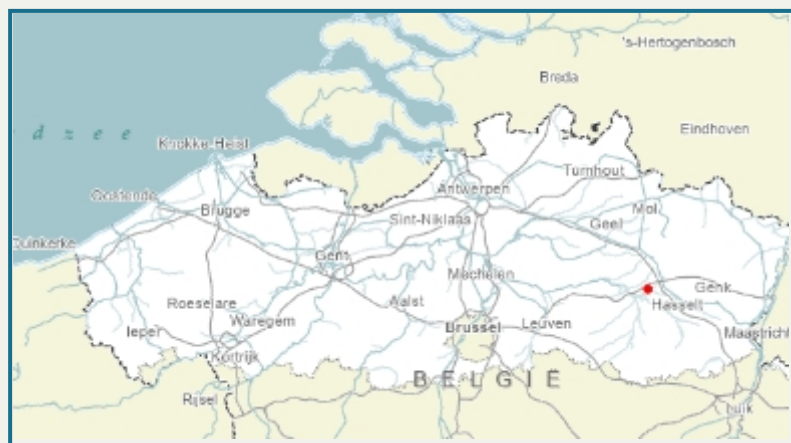 's-Hertogenbosch
Breda
d z e e
Eindhoven
Knokke-Heist
Turnhout
Oostende
Antwerpen
Mol
Brugge
Sint-Niklaas
Geel
Duinkerke
Gent
Mechelen
Genk
Roeselare
Aalst
Hasselt
Waregem
Ieper
Brussel
Leuven
Maastricht
Kortrijk
BELGIË
Rijsel
Luik